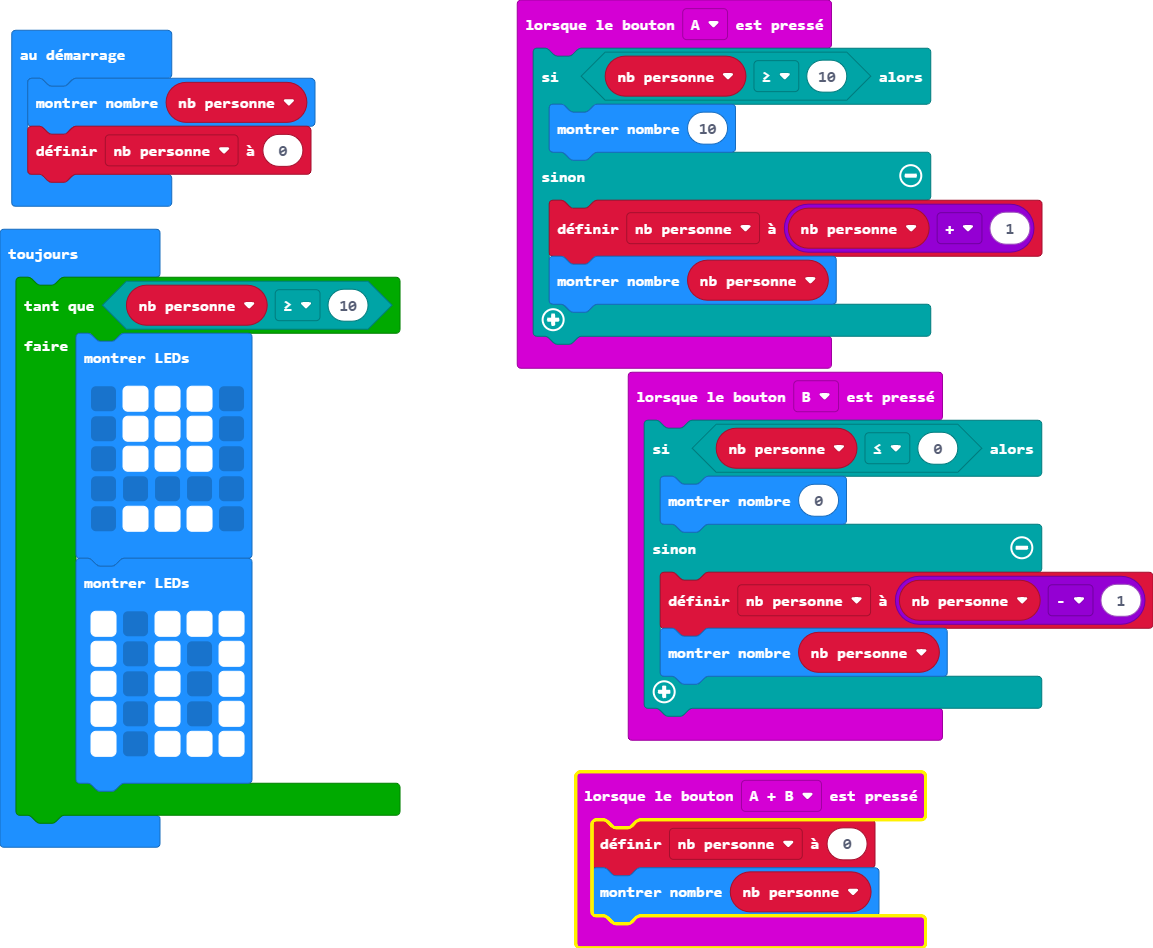 au démarrage
montrer nombre nb personne
définir nb personne à 0
toujours
tant que nb personne ≥ 10
faire
montrer LEDs
montrer LEDs
lorsque le bouton A est pressé
si nb personne ≥ 10 alors
montrer nombre 10
sinon
définir nb personne à nb personne + 1
montrer nombre nb personne
lorsque le bouton B est pressé
si nb personne ≤ 0 alors
montrer nombre 0
sinon
définir nb personne à nb personne - 1
montrer nombre nb personne
lorsque le bouton A + B est pressé
définir nb personne à 0
montrer nombre nb personne